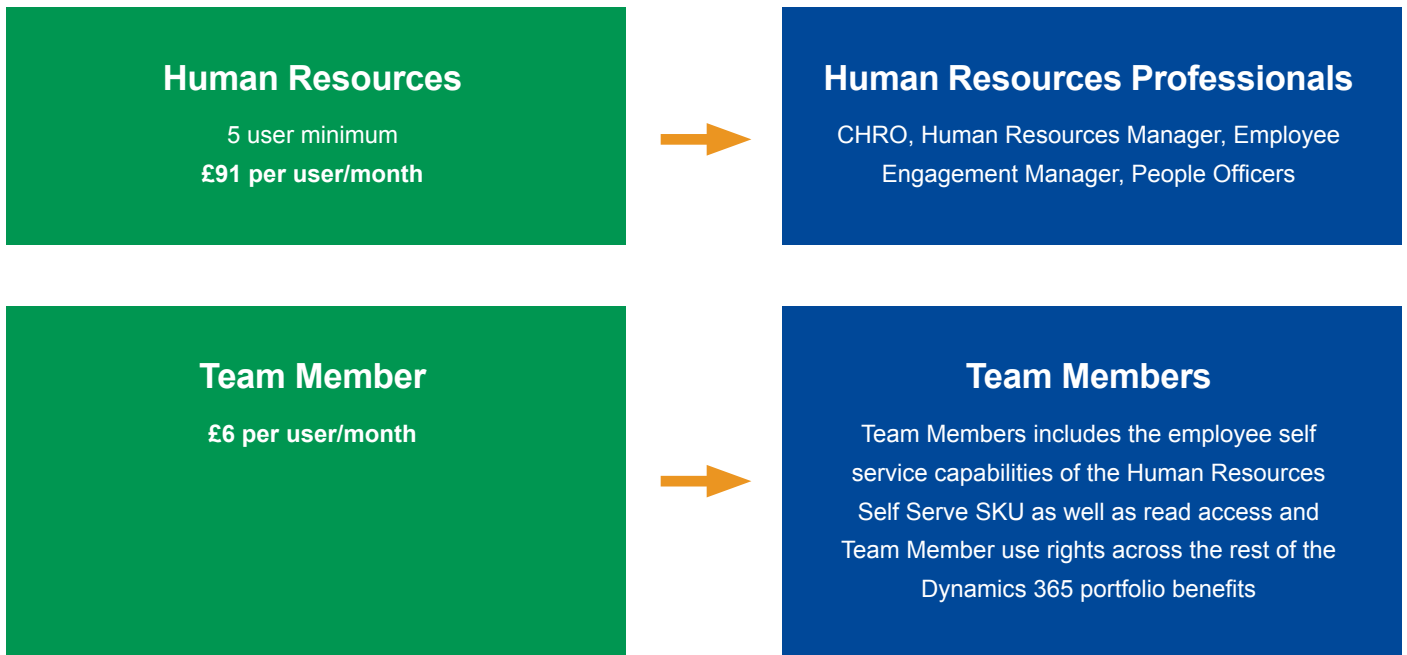 Human Resources
5 user minimum
£91 per user/month
Human Resources Professionals
CHRO, Human Resources Manager, Employee
Engagement Manager, People Officers
Team Member
£6 per user/month
Team Members
Team Members includes the employee self
service capabilities of the Human Resources
Self Serve SKU as well as read access and
Team Member use rights across the rest of the
Dynamics 365 portfolio benefits